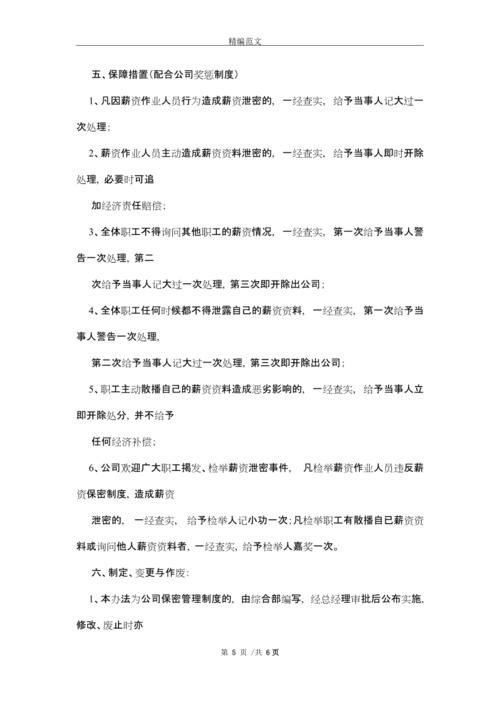 精编范文
五、保障措置(配合公司奖惩制度)
1、凡因薪资作业人员行为造成薪资泄密的，一经查实，给予当事人记大过一
次处理;
2、薪资作业人员主动造成薪资资料泄密的，一经查实，给予当事人即时开除
处理，必要时可追
加经济责任赔偿;
3、全体职工不得询问其他职工的薪资情况，一经查实，第一次给予当事人警
告一次处理，第二
次给予当事人记大过一次处理，第三次即开除出公司;
4、全体职工任何时候都不得泄露自己的薪资资料，一经查实，第一次给予当
事人警告一次处理，
第二次给予当事人记大过一次处理，第三次即开除出公司;
5、职工主动散播自己的薪资资料造成恶劣影响的，一经查实，给予当事人立
即开除处分，并不给予
任何经济补偿;
6、公司欢迎广大职工揭发、检举薪资泄密事件，凡检举薪资作业人员违反薪
资保密制度，造成薪资
泄密的，一经查实，给予检举人记小功一次;凡检举职工有散播自已薪资资
料或询问他人薪资资料者，一经查实，给予检举人嘉奖一次。
六、制定、变更与作废:
1、本办法为公司保密管理制度的，由综合部编写，经总经理审批后公布实施，
修改、废止时亦
第 5 页 /共 6 页